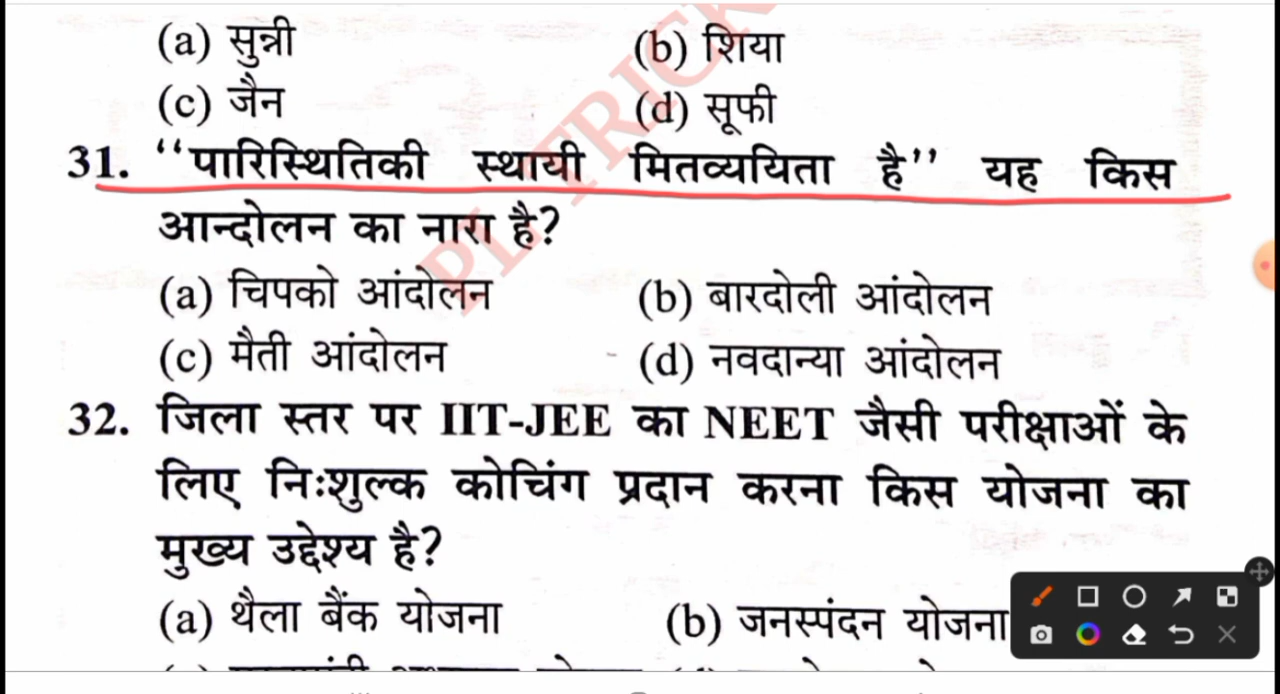 (a) सुन्नी (b) शिया
(c) जैन (d) सूफी
31. ‘‘पारिस्थितिकी स्थायी मितव्ययिता है’’ यह किस
आन्दोलन का नारा है?
(a) चिपको आंदोलन (b) बारदोली आंदोलन
(c) मैती आंदोलन - (d) नवदान्या आंदोलन
32. जिला स्तर पर IIT-JEE का NEET जैसी परीक्षाओं के
लिए निःशुल्क कोचिंग प्रदान करना किस योजना का
मुख्य उद्देश्य है?
(a) थैला बैंक योजना (b) जनस्पंदन योजना